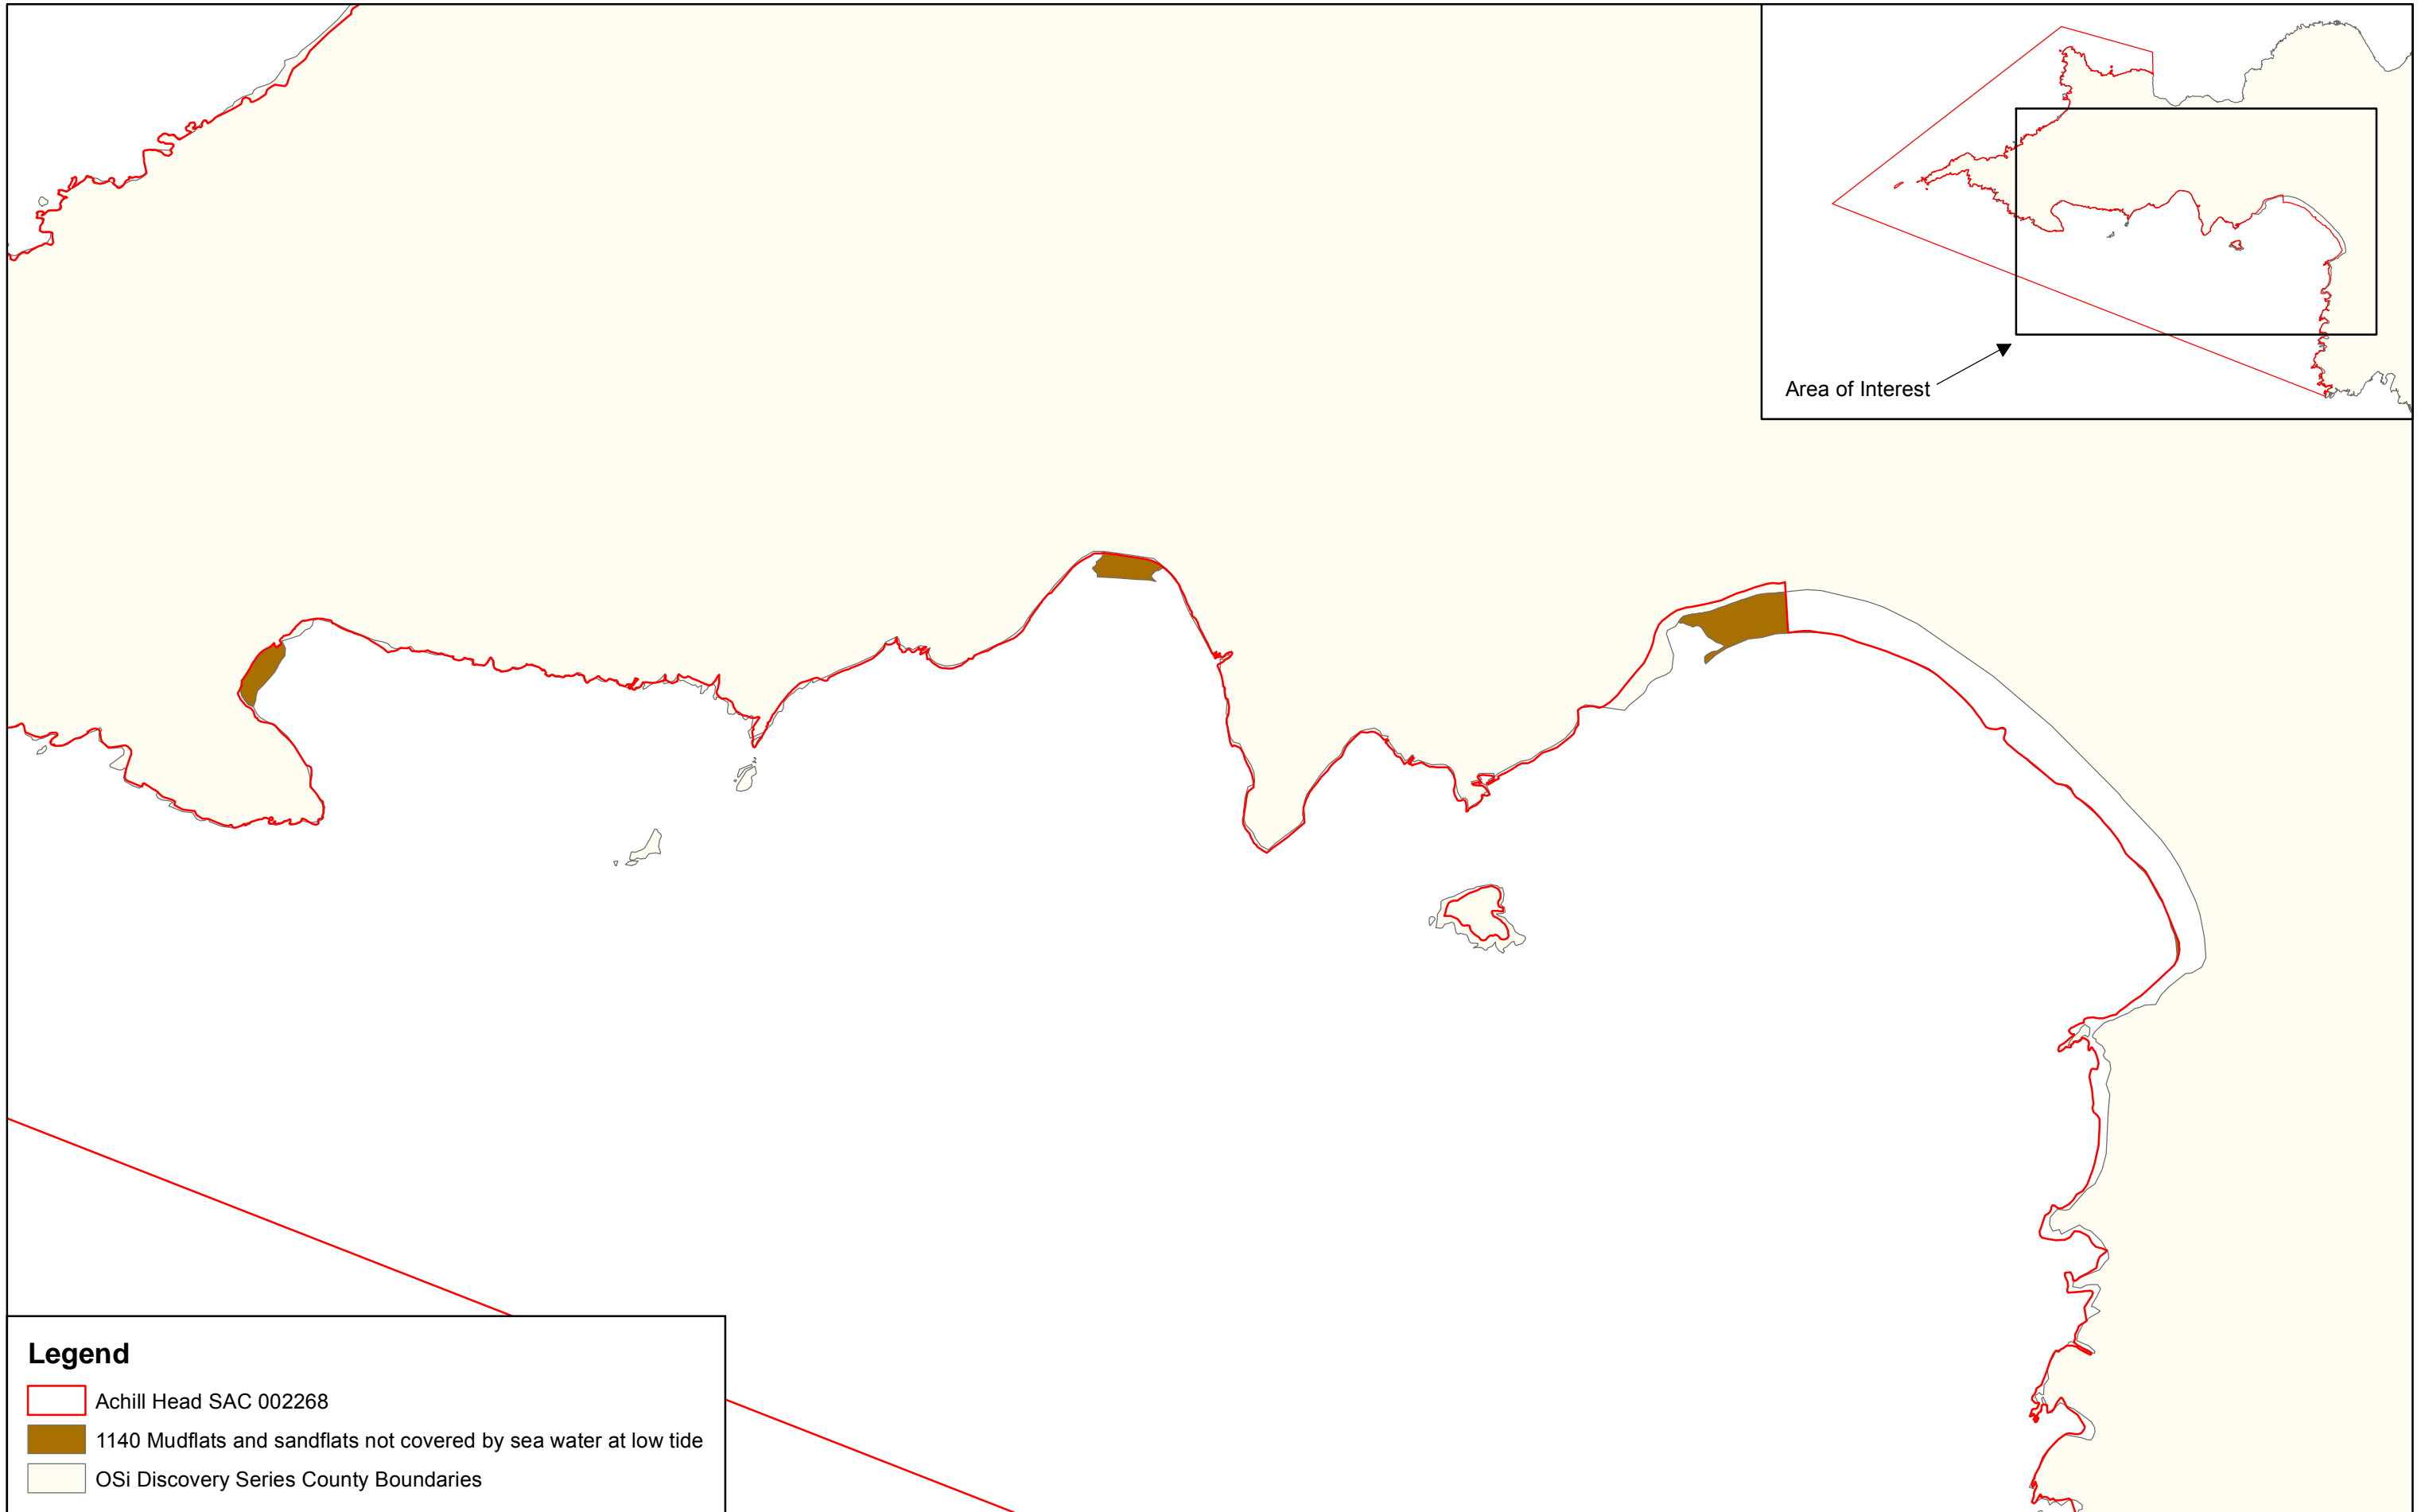 Area of Interest
Legend
Achill Head SAC 002268
1140 Mudflats and sandflats not covered by sea water at low tide
OSi Discovery Series County Boundaries